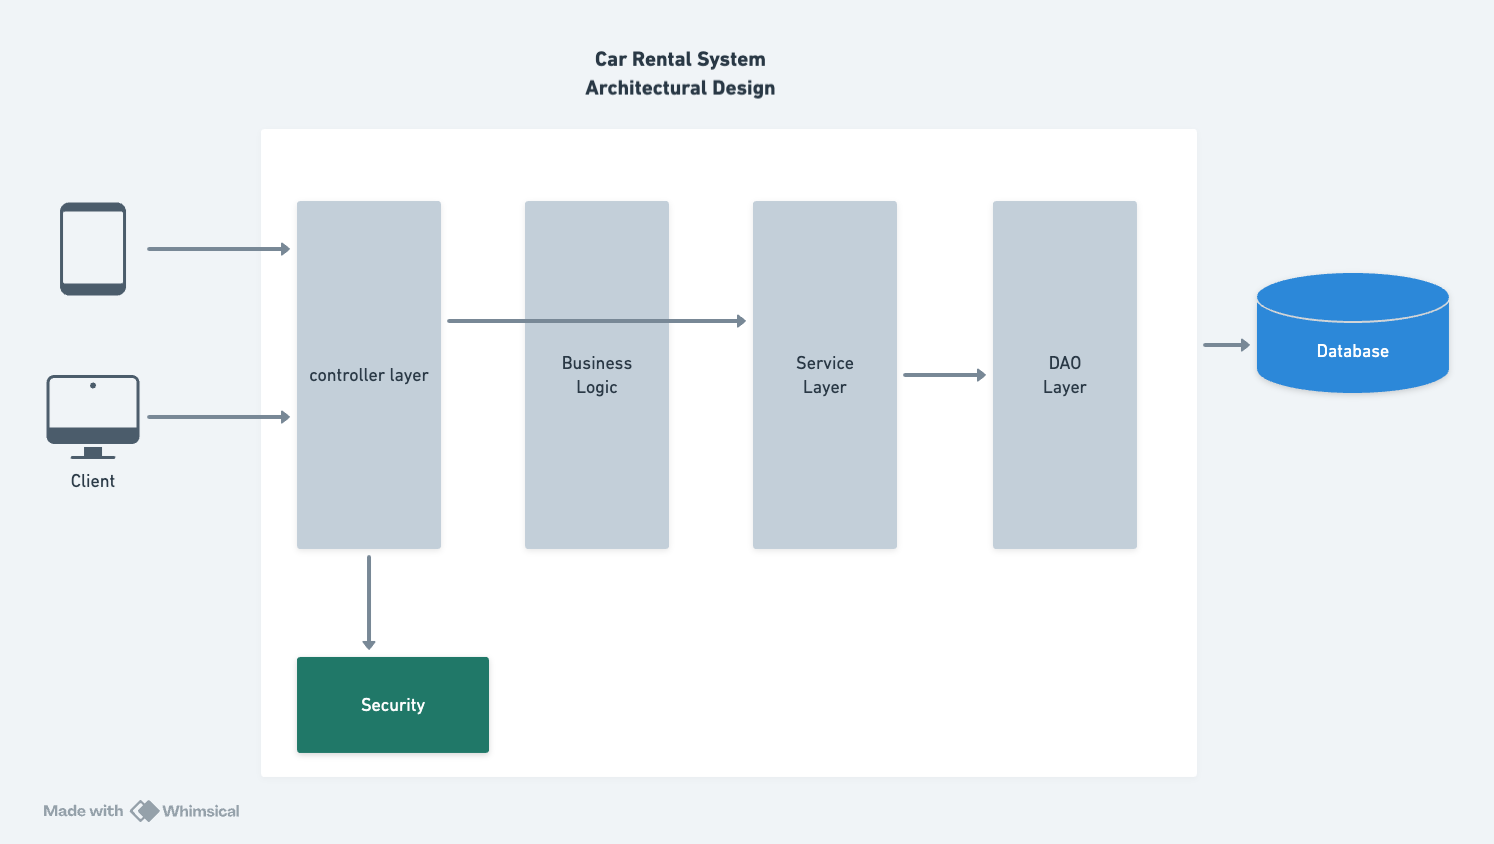 Car Rental System
Architectural Design
controller layer
Business
Logic
Service
Layer
DAO
Layer
Database
Client
Security
Made with Whimsical